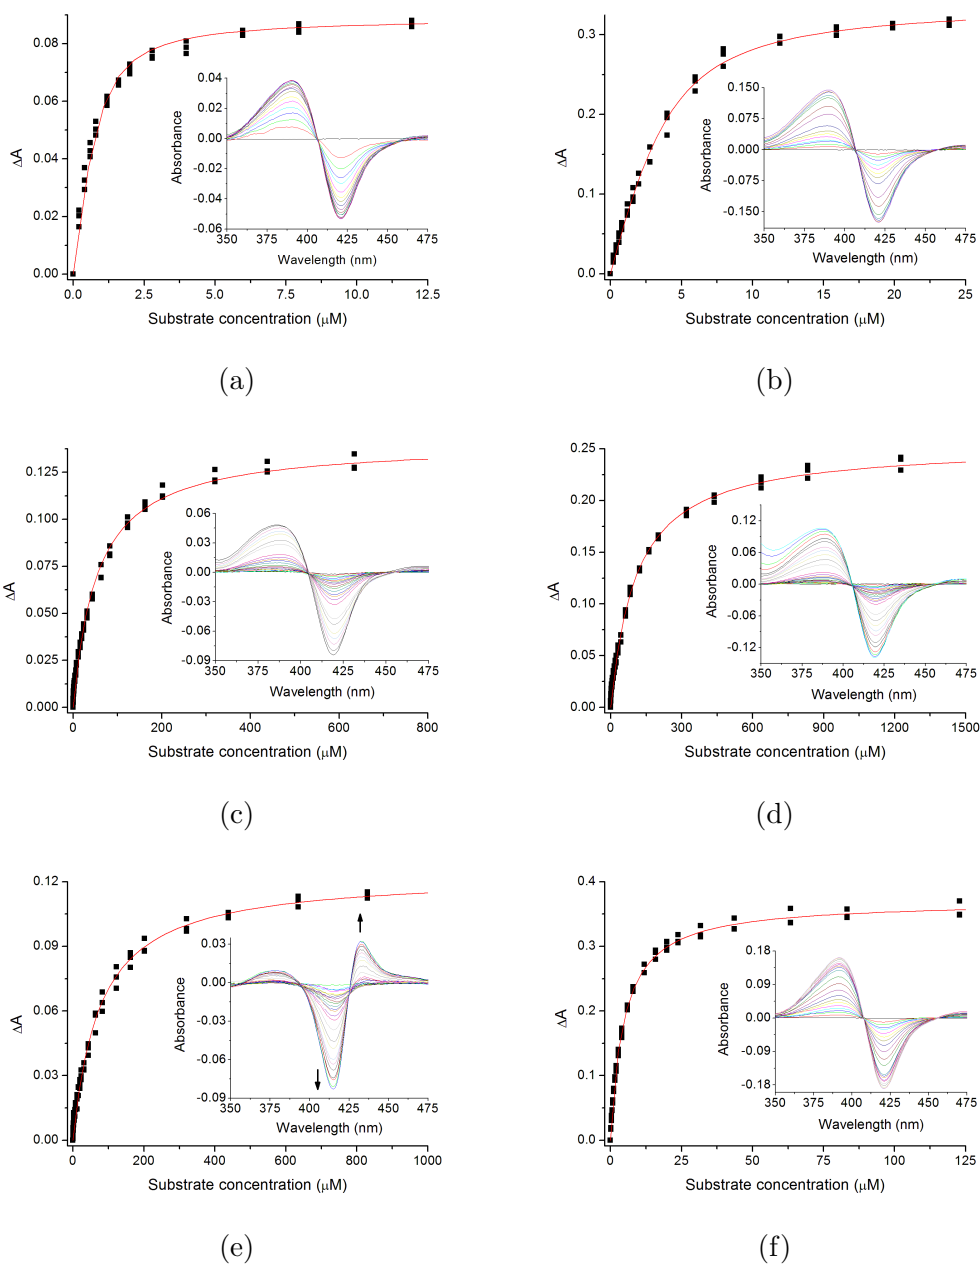 0.08
0.06
0.04
0.02
0.00
ΔA
0.0 2.5 5.0 7.5 10.0 12.5
Substrate concentration (μM)
0.04
0.02
0.00
-0.02
-0.04
-0.06
Absorbance
350 375 400 425 450 475
Wavelength (nm)
(a)
0.3
0.2
0.1
0.0
ΔA
0 5 10 15 20 25
Substrate concentration (μM)
0.150
0.075
0.000
-0.075
-0.150
Absorbance
350 375 400 425 450 475
Wavelength (nm)
(b)
0.125
0.100
0.075
0.050
0.025
0.000
ΔA
0 200 400 600 800
Substrate concentration (μM)
0.06
0.03
0.00
-0.03
-0.06
-0.09
Absorbance
350 375 400 425 450 475
Wavelength (nm)
(c)
0.25
0.20
0.15
0.10
0.05
0.00
ΔA
0 300 600 900 1200 1500
Substrate concentration (μM)
0.12
0.06
0.00
-0.06
-0.12
Absorbance
350 375 400 425 450 475
Wavelength (nm)
(d)
0.12
0.09
0.06
0.03
0.00
ΔA
0 200 400 600 800 1000
Substrate concentration (μM)
0.03
0.00
-0.03
-0.06
-0.09
Absorbance
350 375 400 425 450 475
Wavelength (nm)
(e)
0.4
0.3
0.2
0.1
0.0
ΔA
0 25 50 75 100 125
Substrate concentration (μM)
0.18
0.09
0.00
-0.09
-0.18
Absorbance
350 375 400 425 450 475
Wavelength (nm)
(f)